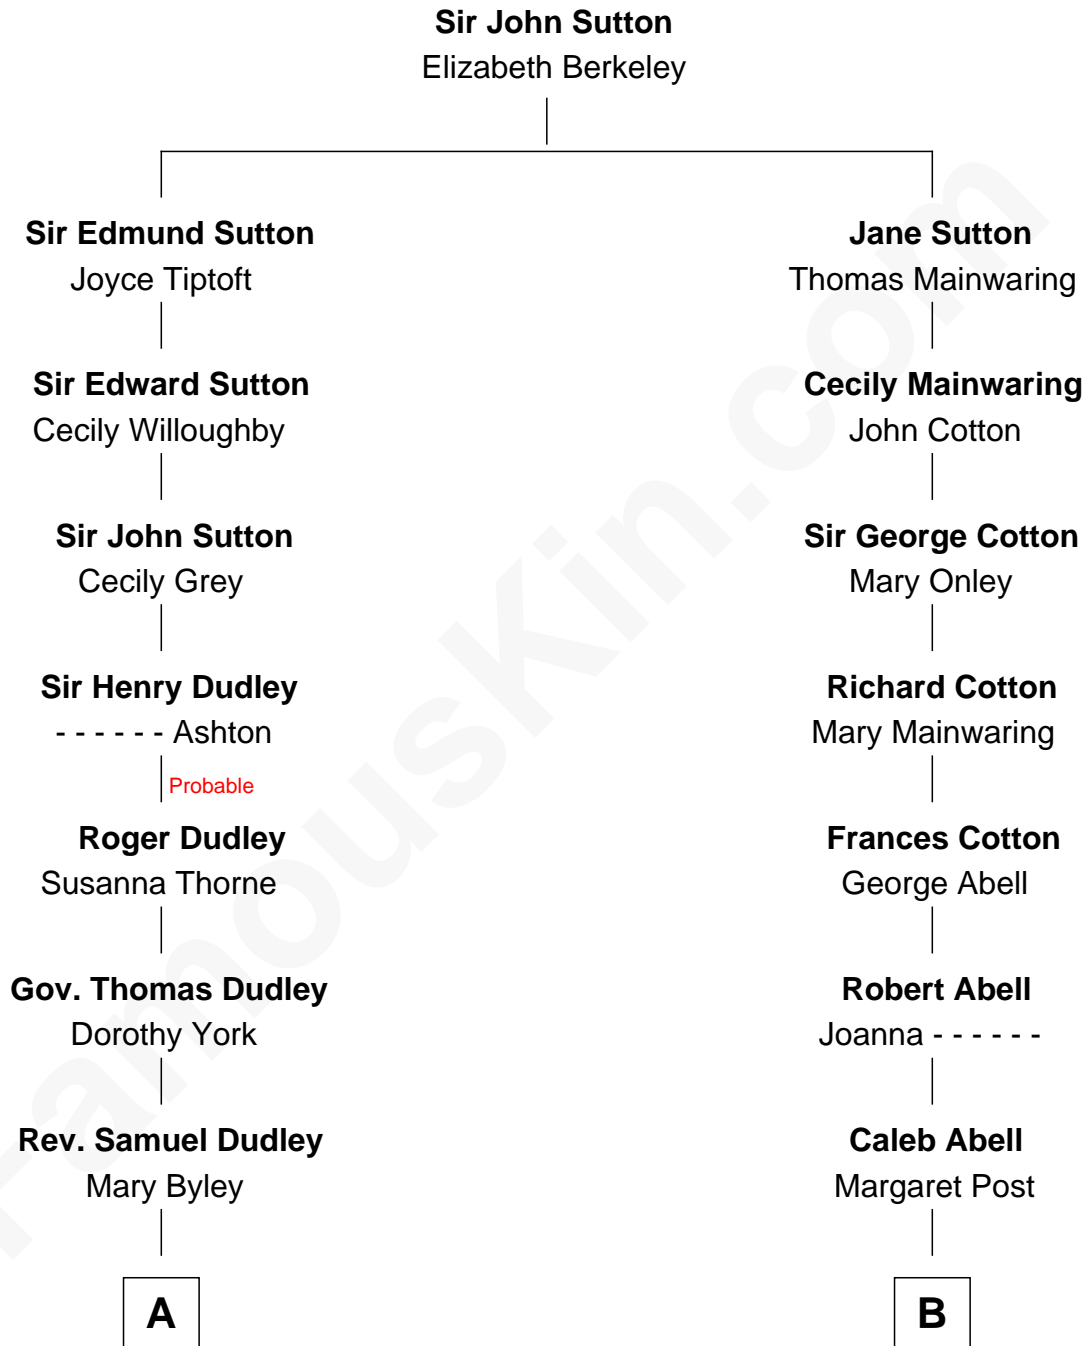 Sir John Sutton
Elizabeth Berkeley
Sir Edmund Sutton
Joyce Tiptoft
Jane Sutton
Thomas Mainwaring
Sir Edward Sutton
Cecily Willoughby
Cecily Mainwaring
John Cotton
Sir John Sutton
Cecily Grey
Sir George Cotton
Mary Onley
Sir Henry Dudley
- - - - - - Ashton
Richard Cotton
Mary Mainwaring
Probable
Roger Dudley
Susanna Thorne
Frances Cotton
George Abell
Gov. Thomas Dudley
Dorothy York
Robert Abell
Joanna - - - - - -
Rev. Samuel Dudley
Mary Byley
Caleb Abell
Margaret Post
A
B
FamousKin.com